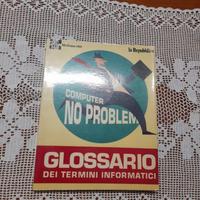 la Repubblica
COMPUTER
NO PROBLEM
GLOSSARIO
DEI TERMINI INFORMATICI